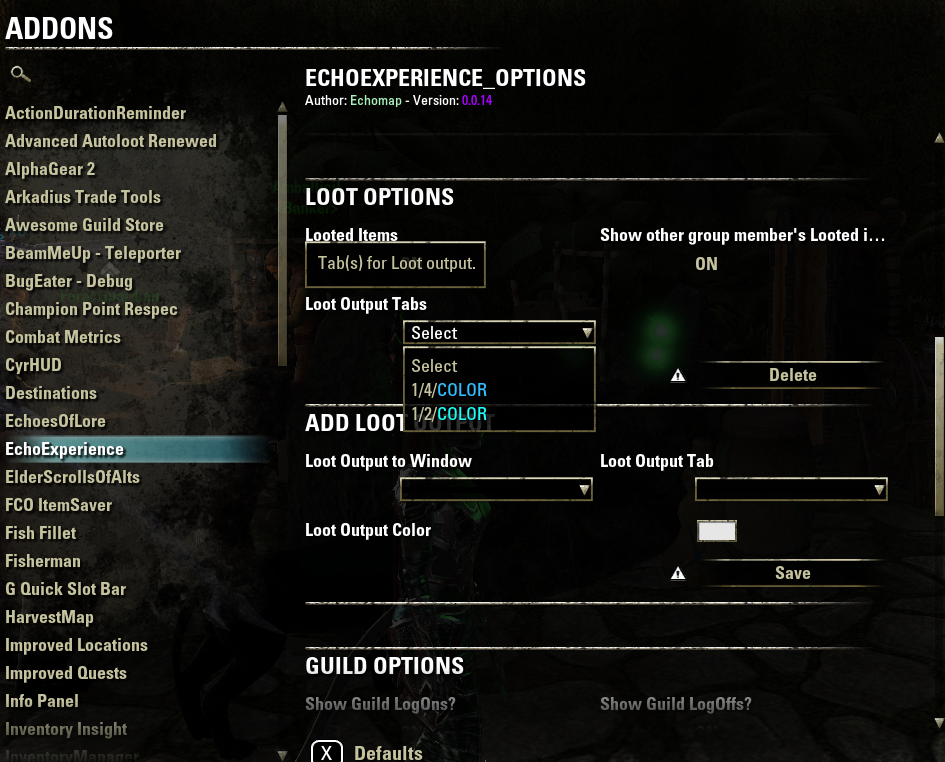 ADDONS
ActionDurationReminder
Advanced Autoloot Renewed
AlphaGear 2
Arkadius Trade Tools
Awesome Guild Store
BeamMeUp - Teleporter
BugEater - Debug
Champion Point Respec
Combat Metrics
CyrHUD
Destinations
EchoesOfLore
EchoExperience
ElderScrollsOfAlts
FCO ItemSaver
Fish Fillet
Fisherman
G Quick Slot Bar
HarvestMap
Improved Locations
Improved Quests
Info Panel
Inventory Insight
InventoryManager
ECHOEXPERIENCE_OPTIONS
Author: Echomap - Version: 0.0.14
LOOT OPTIONS
Looted Items
Show other group member's Looted i...
Tab(s) for Loot output.
ON
Loot Output Tabs
Select
Select
1/4/COLOR
1/2/COLOR
Delete
ADD LOOT OUTPUT
Loot Output to Window
Loot Output Tab
Loot Output Color
Save
GUILD OPTIONS
Show Guild LogOns?
Show Guild LogOffs?
X Defaults